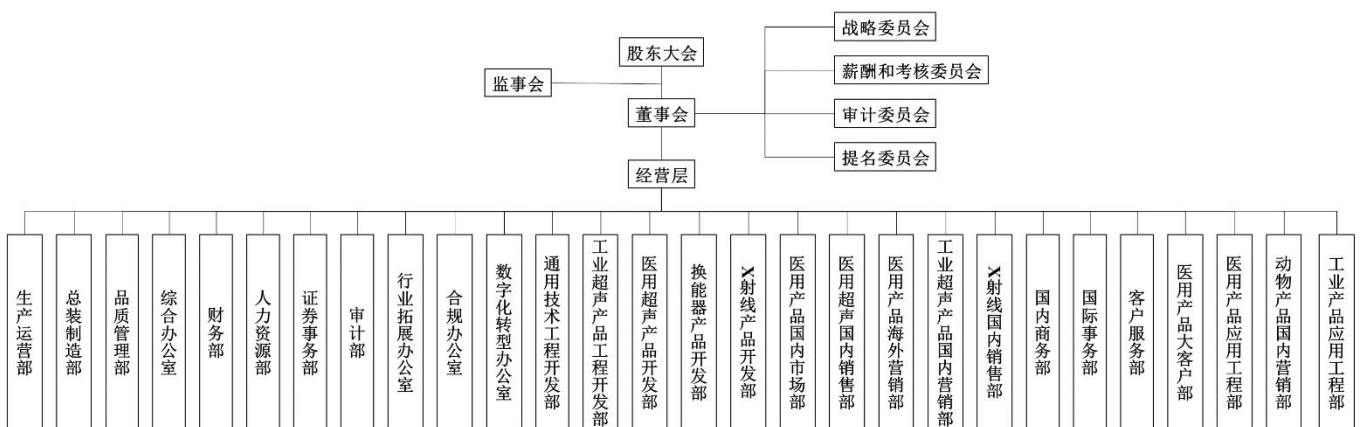 战略委员会
股东大会
薪酬和考核委员会
监事会
董事会
审计委员会
提名委员会
经营层
生产运营部
总装制造部
品质管理部
综合办公室
财务部
人力资源部
证券事务部
审计部
行业拓展办公室
合规办公室
数字化转型办公室
通用技术工程开发部
工业超声产品工程开发部
医用超声产品开发部
换能器产品开发部
X射线产品开发部
医用产品国内市场部
医用超声国内销售部
医用产品海外营销部
工业超声产品国内营销部
X射线国内销售部
国内商务部
国际事务部
客户服务部
医用产品大客户部
医用产品应用工程部
动物产品国内营销部
工业产品应用工程部